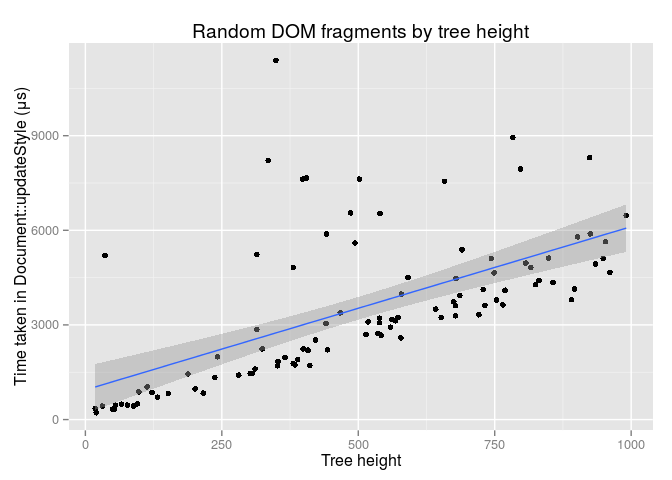 Random DOM fragments by tree height
Time taken in Document::updateStyle (µs)
9000
6000
3000
0
0 250 500 750 1000
Tree height